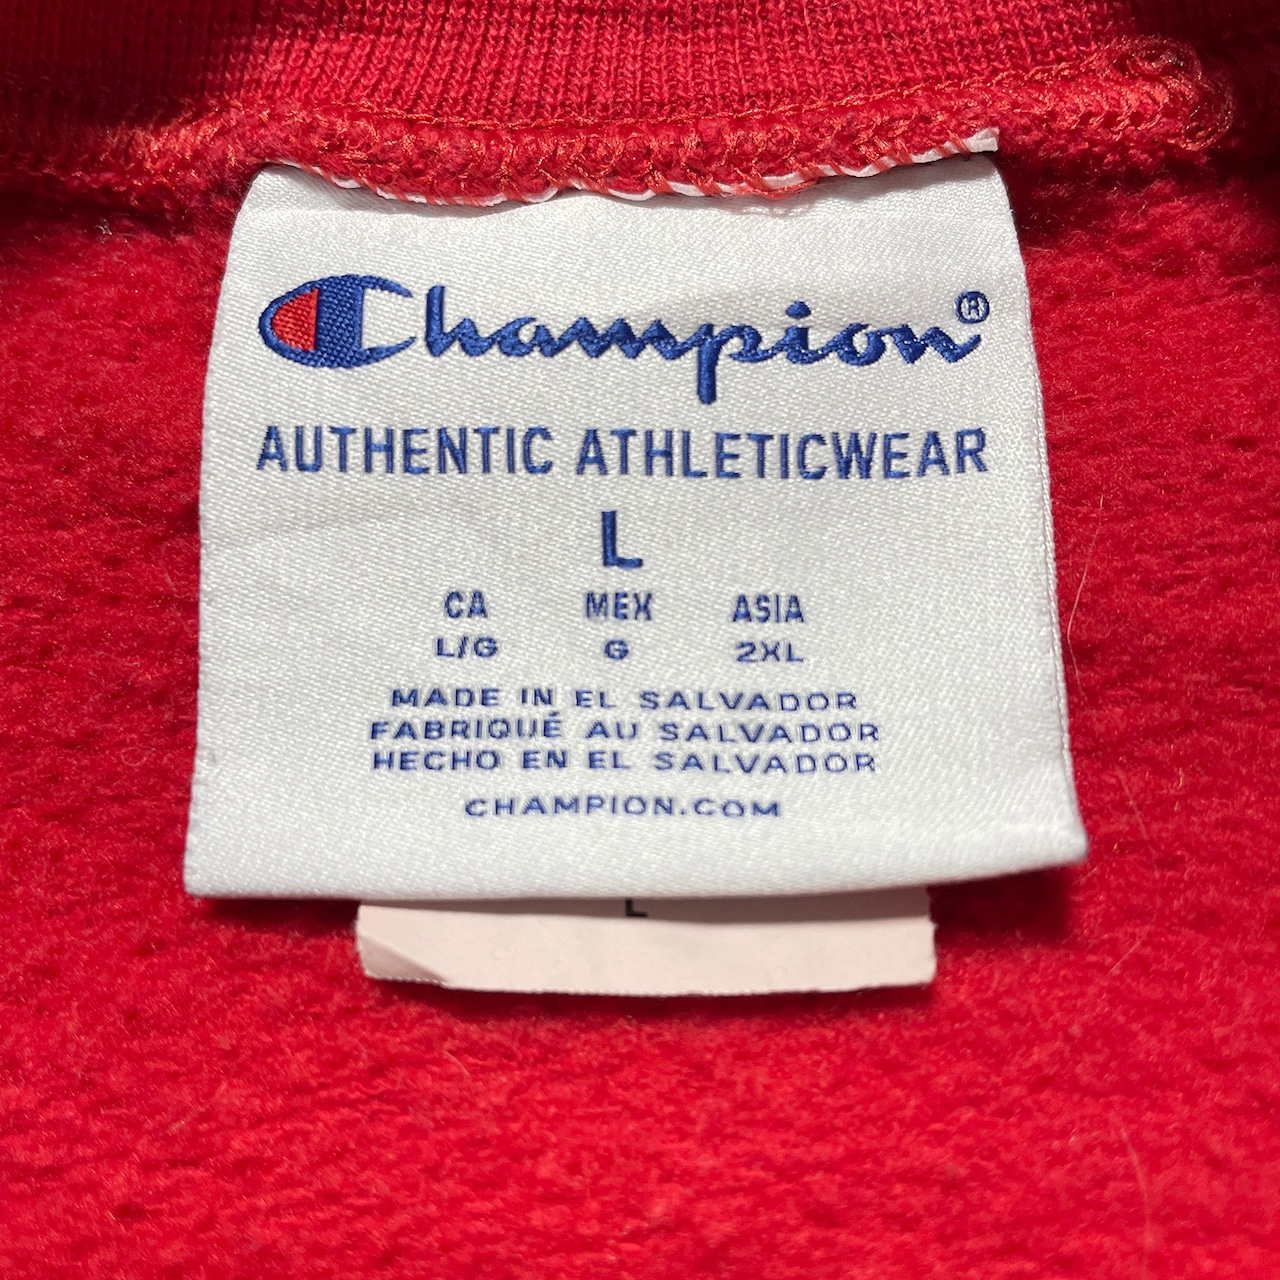 Champion®
AUTHENTIC ATHLETICWEAR
L
CA MEX ASIA
L/G G 2XL
MADE IN EL SALVADOR
FABRIQUÉ AU SALVADOR
HECHO EN EL SALVADOR
CHAMPION.COM
L